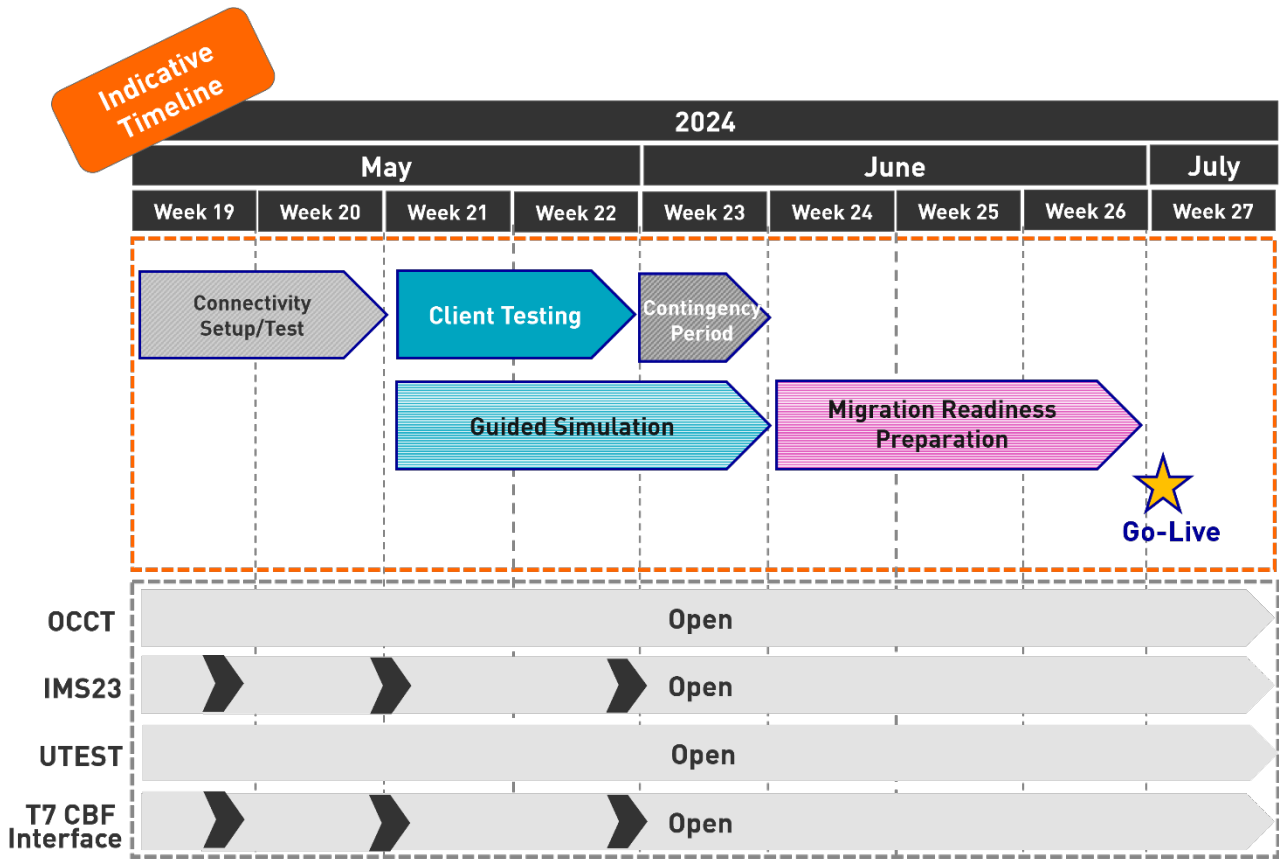 Indicative
Timeline
2024
May June July
Week 19 Week 20 Week 21 Week 22 Week 23 Week 24 Week 25 Week 26 Week 27
Connectivity
Setup/Test
Client Testing
Contingency
Period
Guided Simulation
Migration Readiness
Preparation
Go-Live
OCCT Open
IMS23 Open
UTEST Open
T7 CBF
Interface
Open